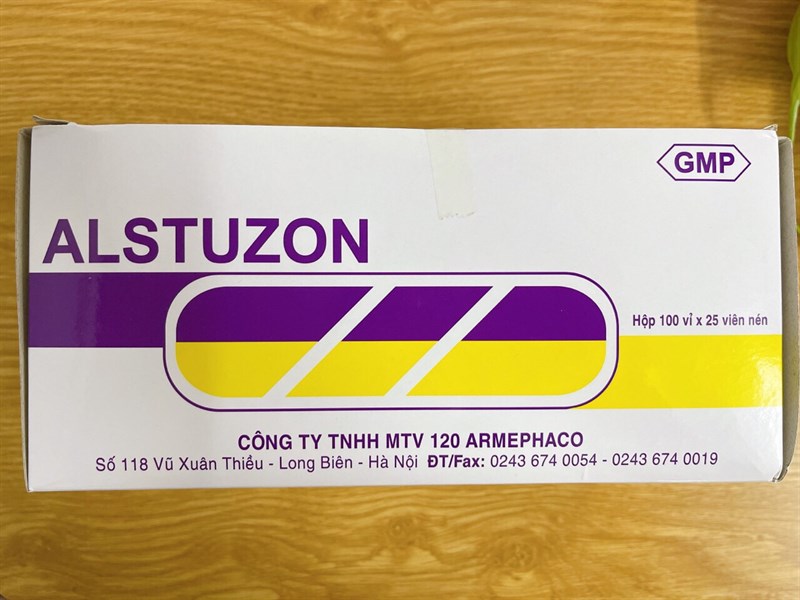 GMP
ALSTUZON
Hộp 100 vỉ x 25 viên nén
CÔNG TY TNHH MTV 120 ARMEPHACO
Số 118 Vũ Xuân Thiều - Long Biên - Hà Nội ĐT/Fax: 0243 674 0054 - 0243 674 0019